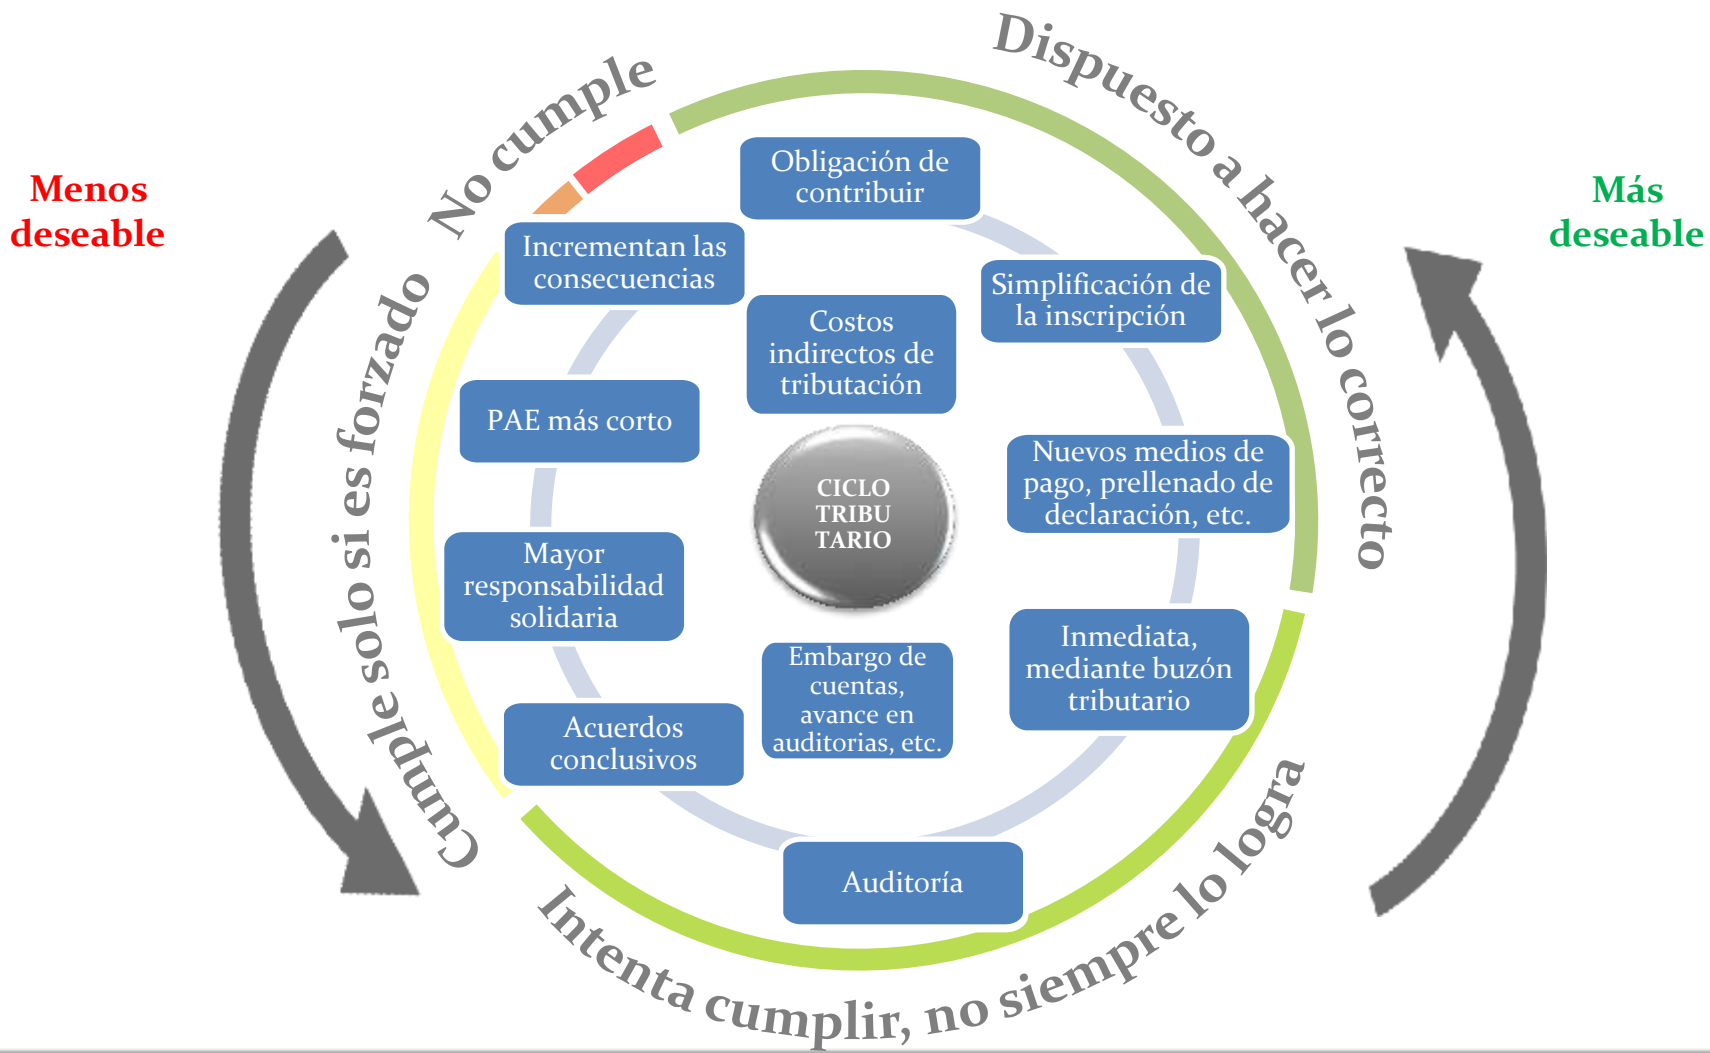 No cumple
Dispuesto a hacer lo correcto
Menos
deseable
Más
deseable
Obligación de
contribuir
Incrementan las
consecuencias
Simplificación de
la inscripción
Costos
indirectos de
tributación
PAE más corto
Nuevos medios de
pago, prellenado de
declaración, etc.
CICLO
TRIBU
TARIO
Cumple solo si es forzado
Mayor
responsabilidad
solidaria
Inmediata,
mediante buzón
tributario
Embargo de
cuentas,
avance en
auditorias, etc.
Acuerdos
conclusivos
Auditoría
Intenta cumplir, no siempre lo logra